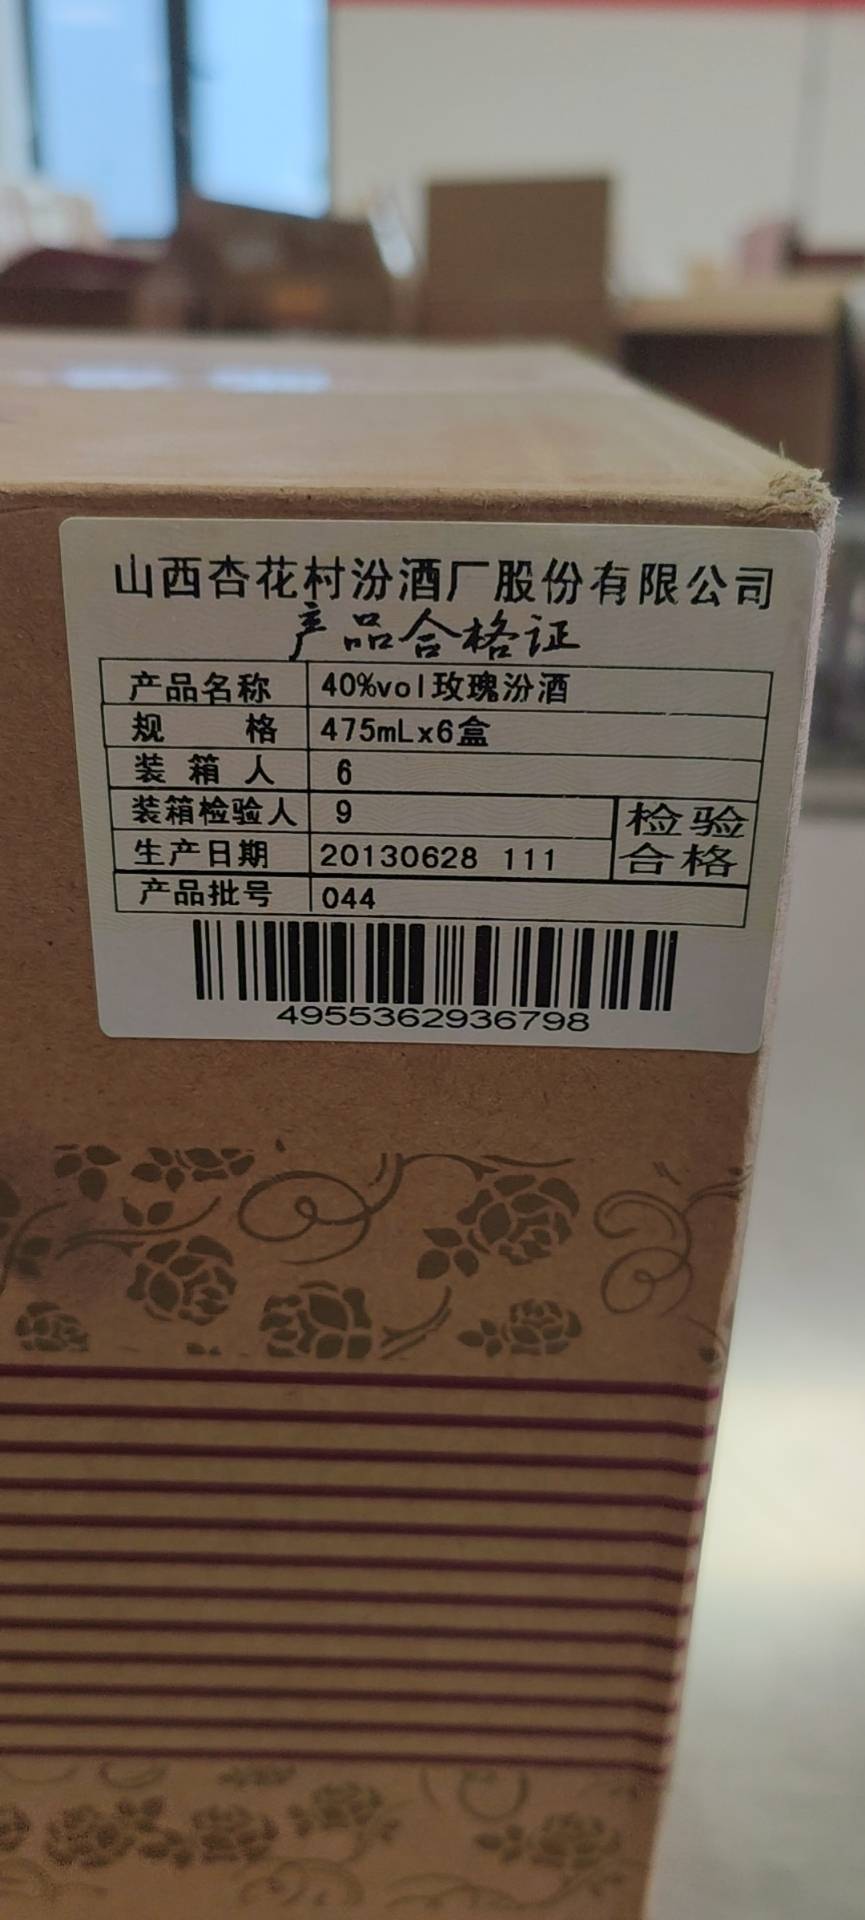 山西杏花村汾酒厂股份有限公司
产品合格证
产品名称 40%vol玫瑰汾酒
规 格 475mLx6盒
装 箱 人 6
装箱检验人 9 检验
生产日期 20130628 111 合格
产品批号 044
4955362936798